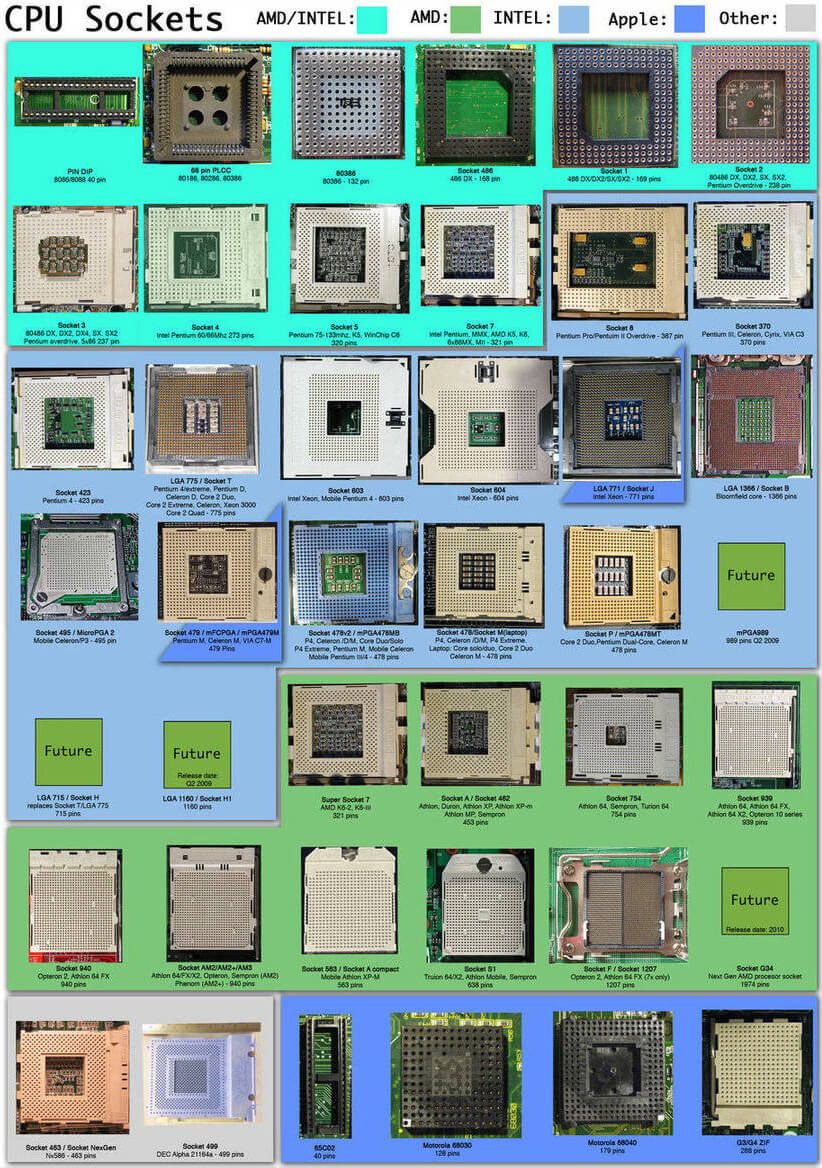 CPU Sockets AMD/INTEL: AMD: INTEL: Apple: Other:
PIN DIP
8086/8088 40 pin
68 pin PLCC
80186, 80286, 80386
80386
80386 - 132 pin
Socket 486
486 DX - 168 pin
Socket 1
486 DX/DX2/SX/SX2 - 169 pins
Socket 2
80486 DX, DX2, SX, SX2,
Pentium Overdrive - 238 pin
Socket 3
80486 DX, DX2, DX4, SX, SX2
Pentium overdrive, 5x86 237 pin
Socket 4
Intel Pentium 60/66Mhz 273 pins
Socket 5
Pentium 75-133mhz, K5, WinChip C6
320 pins
Socket 7
Intel Pentium, MMX, AMD K5, K6,
6x86MX, MII - 321 pin
Socket 8
Pentium Pro/Pentium II Overdrive - 387 pin
Socket 370
Pentium III, Celeron, Cyrix, VIA C3
370 pins
Socket 423
Pentium 4 - 423 pins
LGA 775 / Socket T
Pentium 4/extreme, Pentium D,
Celeron D, Core 2 Duo,
Core 2 Extreme, Celeron, Xeon 3000
Core 2 Quad - 775 pins
Socket 603
Intel Xeon, Mobile Pentium 4 - 603 pins
Socket 604
Intel Xeon - 604 pins
LGA 771 / Socket J
Intel Xeon - 771 pins
LGA 1366 / Socket B
Bloomfield core - 1366 pins
Socket 495 / MicroPGA 2
Mobile Celeron/P3 - 495 pin
Socket 479 / mFCPGA / mPGA479M
Pentium M, Celeron M, VIA C7-M
479 Pins
Socket 478-2 / mPGA478MB
P4, Celeron /D/M, Core Duo/Solo
P4 Extreme, Pentium M, Mobile Celeron
Mobile Pentium III/4 - 478 pins
Socket 478/Socket M(laptop)
P4, Celeron /D/M, P4 Extreme,
Laptop: Core solo/duo, Core 2 Duo
Celeron M - 478 pins
Socket P / mPGA478MT
Core 2 Duo,Pentium Dual-Core, Celeron M
478 pins
Future
mPGA989
989 pins Q2 2009
Future
LGA 715 / Socket H
replaces Socket T/LGA 775
715 pins
Future
Release date:
Q2 2009
LGA 1160 / Socket H1
1160 pins
Super Socket 7
AMD K6-2, K6-III
321 pins
Socket A / Socket 462
Athlon, Duron, Athlon XP, Athlon XP-m
Athlon MP, Sempron
453 pins
Socket 754
Athlon 64, Sempron, Turion 64
754 pins
Socket 939
Athlon 64, Athlon 64 FX,
Athlon 64 X2, Opteron 10 series
939 pins
Socket 940
Opteron 2, Athlon 64 FX
940 pins
Socket AM2/AM2+/AM3
Athlon 64/FX/X2, Opteron, Sempron (AM2)
Phenom (AM2+) - 940 pins
Socket 563 / Socket A compact
Mobile Athlon XP-M
563 pins
Socket S1
Turion 64/X2, Athlon Mobile, Sempron
638 pins
Socket F / Socket 1207
Opteron 2, Athlon 64 FX (7x only)
1207 pins
Future
Release date: 2010
Socket G34
Next Gen AMD procesor socket
1974 pins
Socket 463 / Socket NexGen
Nx586 - 463 pins
Socket 499
DEC Alpha 21164a - 499 pins
65C02
40 pins
Motorola 68030
128 pins
Motorola 68040
179 pins
G3/G4 ZIF
288 pins